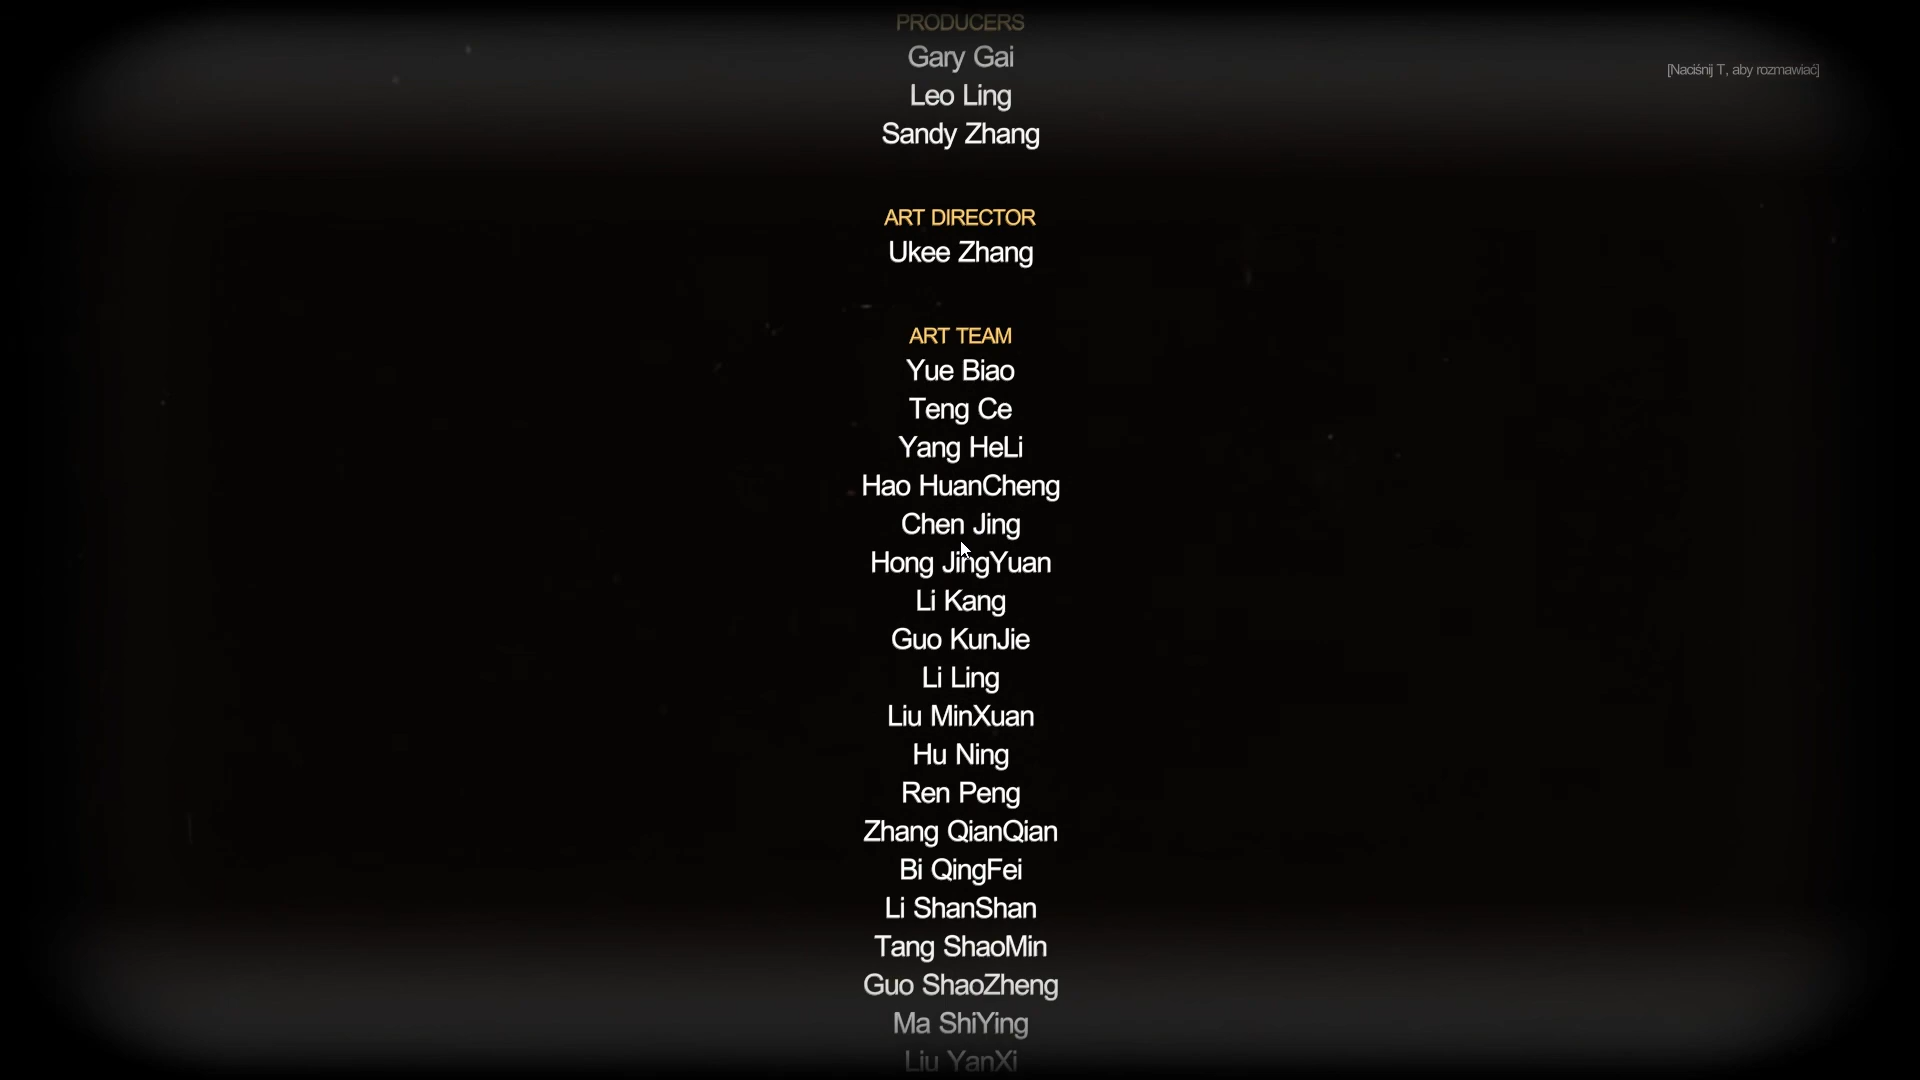 PRODUCERS
Gary Gai
Leo Ling
Sandy Zhang
[Naciśnij T, aby rozmawiać]
ART DIRECTOR
Ukee Zhang
ART TEAM
Yue Biao
Teng Ce
Yang HeLi
Hao HuanCheng
Chen Jing
Hong JingYuan
Li Kang
Guo KunJie
Li Ling
Liu MinXuan
Hu Ning
Ren Peng
Zhang QianQian
Bi QingFei
Li ShanShan
Tang ShaoMin
Guo ShaoZheng
Ma ShiYing
Liu YanXi